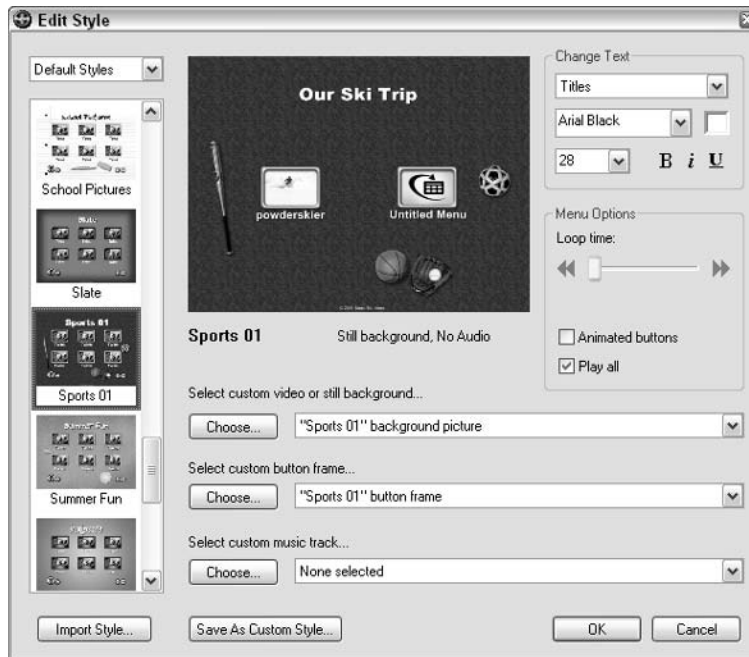 Edit Style
Default Styles
School Pictures
Slate
Sports 01
Sports 01
Summer Fun
Our Ski Trip
powderskier
Untitled Menu
Sports 01
Still background, No Audio
Select custom video or still background...
Choose...
"Sports 01" background picture
Select custom button frame...
Choose...
"Sports 01" button frame
Select custom music track...
Choose...
None selected
Change Text
Titles
Arial Black
28
B i U
Menu Options
Loop time:
Animated buttons
Play all
Import Style...
Save As Custom Style...
OK
Cancel